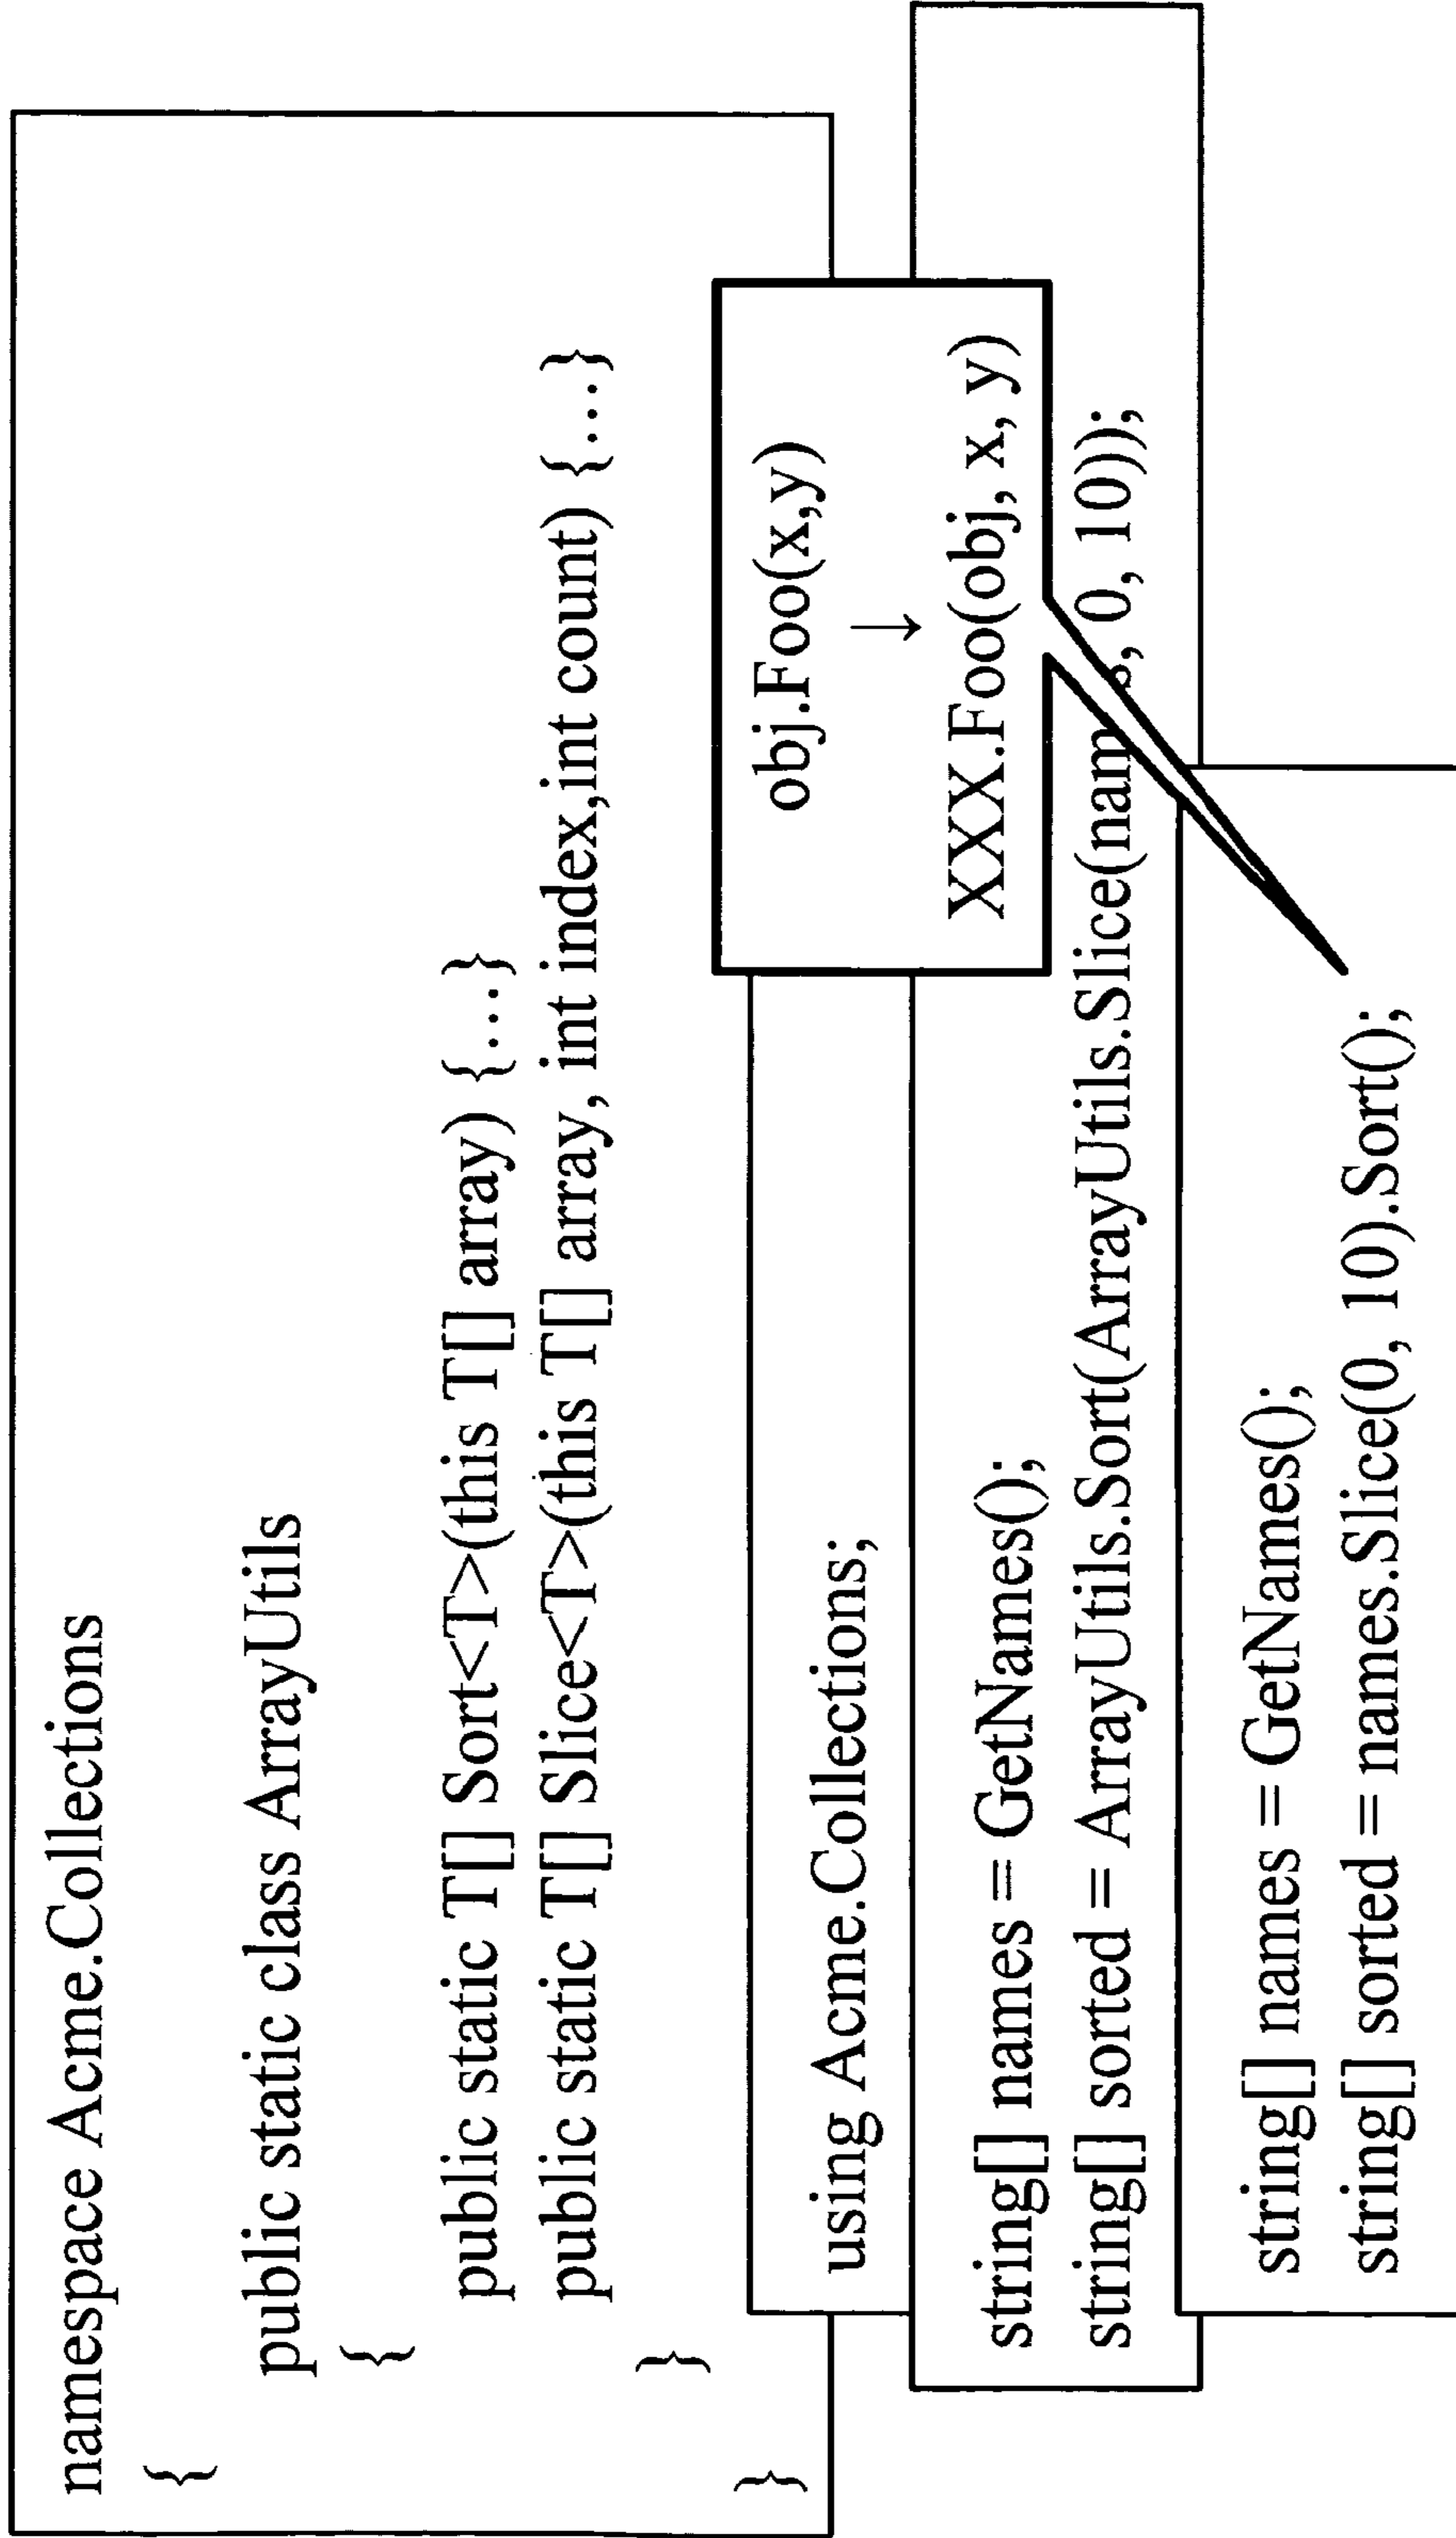 namespace Acme.Collections
{
public static class ArrayUtils
{
public static T[] Sort<T>(this T[] array) {...}
public static T[] Slice<T>(this T[] array, int index,int count) {...}
}
}
using Acme.Collections;
obj.Foo(x,y)
→
XXX.Foo(obj, x, y)
string[] names = GetNames();
string[] sorted = ArrayUtils.Sort(ArrayUtils.Slice(names, 0, 10));
string[] names = GetNames();
string[] sorted = names.Slice(0, 10).Sort();